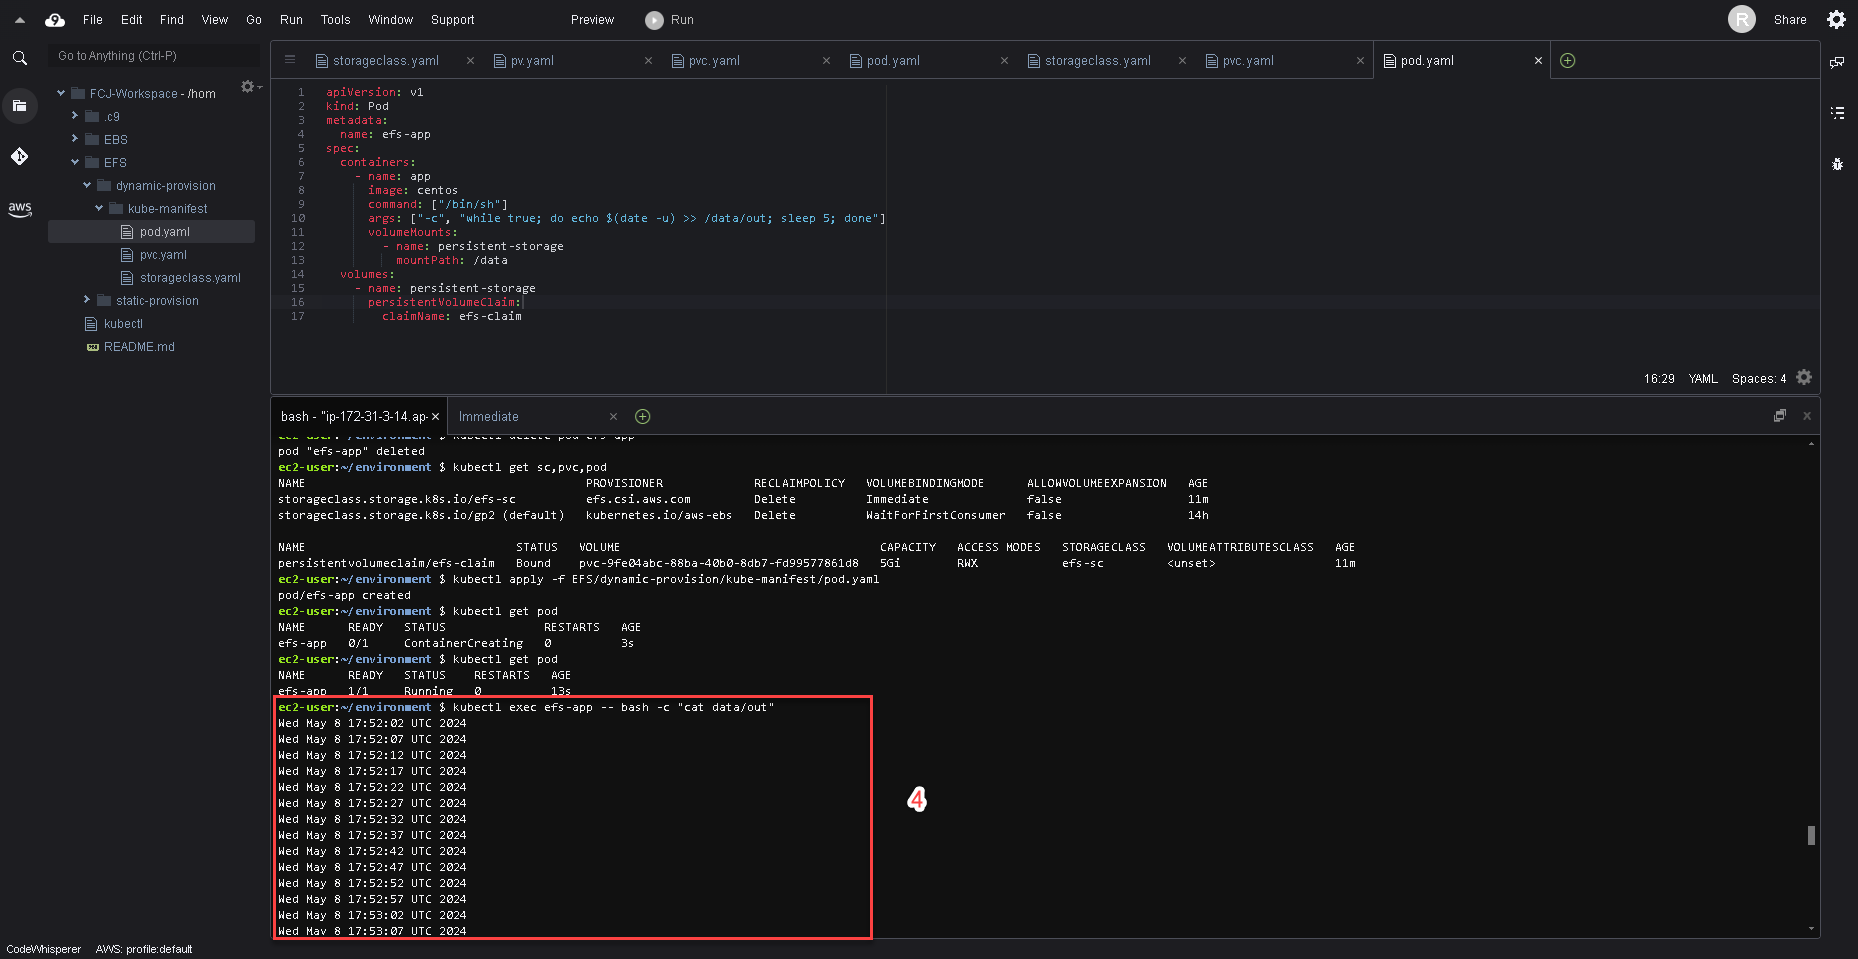 File Edit Find View Go Run Tools Window Support Preview Run R Share
Go to Anything (Ctrl-P)
FCJ-Workspace - /hom
.c9
EBS
EFS
dynamic-provision
kube-manifest
pod.yaml
pvc.yaml
storageclass.yaml
static-provision
kubectl
README.md
aws
storageclass.yaml pv.yaml pvc.yaml pod.yaml storageclass.yaml pvc.yaml pod.yaml
1 apiVersion: v1
2 kind: Pod
3 metadata:
4 name: efs-app
5 spec:
6 containers:
7 - name: app
8 image: centos
9 command: ["/bin/sh"]
10 args: ["-c", "while true; do echo $(date -u) >> /data/out; sleep 5; done"]
11 volumeMounts:
12 - name: persistent-storage
13 mountPath: /data
14 volumes:
15 - name: persistent-storage
16 persistentVolumeClaim:
17 claimName: efs-claim
16:29 YAML Spaces: 4
bash - "ip-172-31-3-14.ap- Immediate
ec2-user:~/environment $ kubectl delete pod efs-app
pod "efs-app" deleted
ec2-user:~/environment $ kubectl get sc,pvc,pod
NAME PROVISIONER RECLAIMPOLICY VOLUMEBINDINGMODE ALLOWVOLUMEEXPANSION AGE
storageclass.storage.k8s.io/efs-sc efs.csi.aws.com Delete Immediate false 11m
storageclass.storage.k8s.io/gp2 (default) kubernetes.io/aws-ebs Delete WaitForFirstConsumer false 14h
NAME STATUS VOLUME CAPACITY ACCESS MODES STORAGECLASS VOLUMEATTRIBUTESCLASS AGE
persistentvolumeclaim/efs-claim Bound pvc-9fe04abc-88ba-40b0-8db7-fd99577861d8 5Gi RWX efs-sc <unset> 11m
ec2-user:~/environment $ kubectl apply -f EFS/dynamic-provision/kube-manifest/pod.yaml
pod/efs-app created
ec2-user:~/environment $ kubectl get pod
NAME READY STATUS RESTARTS AGE
efs-app 0/1 ContainerCreating 0 3s
ec2-user:~/environment $ kubectl get pod
NAME READY STATUS RESTARTS AGE
efs-app 1/1 Running 0 13s
ec2-user:~/environment $ kubectl exec efs-app -- bash -c "cat data/out"
Wed May 8 17:52:02 UTC 2024
Wed May 8 17:52:07 UTC 2024
Wed May 8 17:52:12 UTC 2024
Wed May 8 17:52:17 UTC 2024
Wed May 8 17:52:22 UTC 2024
Wed May 8 17:52:27 UTC 2024
Wed May 8 17:52:32 UTC 2024
Wed May 8 17:52:37 UTC 2024
Wed May 8 17:52:42 UTC 2024
Wed May 8 17:52:47 UTC 2024
Wed May 8 17:52:52 UTC 2024
Wed May 8 17:52:57 UTC 2024
Wed May 8 17:53:02 UTC 2024
Wed May 8 17:53:07 UTC 2024
4
CodeWhisperer AWS: profile:default